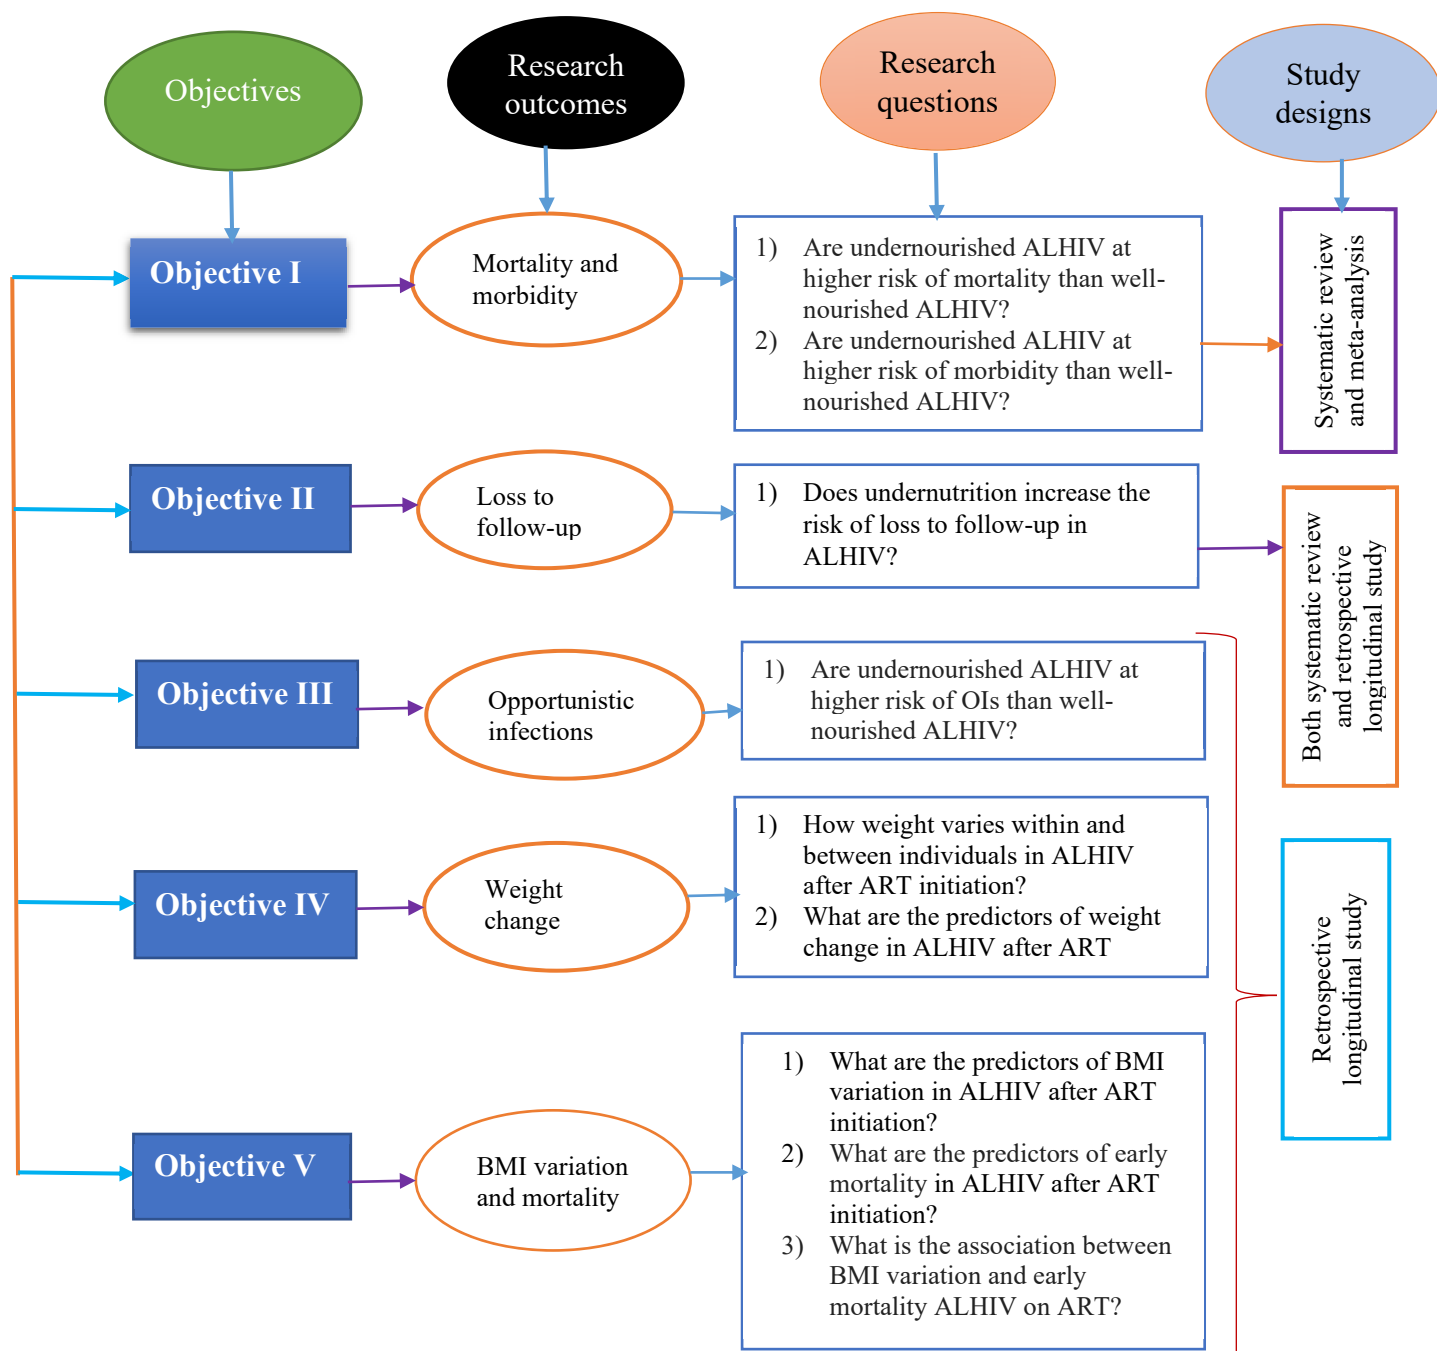 Objectives
Research
outcomes
Research
questions
Study
designs
Objective I
Mortality and
morbidity
1) Are undernourished ALHIV at
higher risk of mortality than well-
nourished ALHIV?
2) Are undernourished ALHIV at
higher risk of morbidity than well-
nourished ALHIV?
Systematic review
and meta-analysis
Objective II
Loss to
follow-up
1) Does undernutrition increase the
risk of loss to follow-up in
ALHIV?
Both systematic review
and retrospective
longitudinal study
Objective III
Opportunistic
infections
1) Are undernourished ALHIV at
higher risk of OIs than well-
nourished ALHIV?
Objective IV
Weight
change
1) How weight varies within and
between individuals in ALHIV
after ART initiation?
2) What are the predictors of weight
change in ALHIV after ART
Retrospective
longitudinal study
Objective V
BMI variation
and mortality
1) What are the predictors of BMI
variation in ALHIV after ART
initiation?
2) What are the predictors of early
mortality in ALHIV after ART
initiation?
3) What is the association between
BMI variation and early
mortality ALHIV on ART?